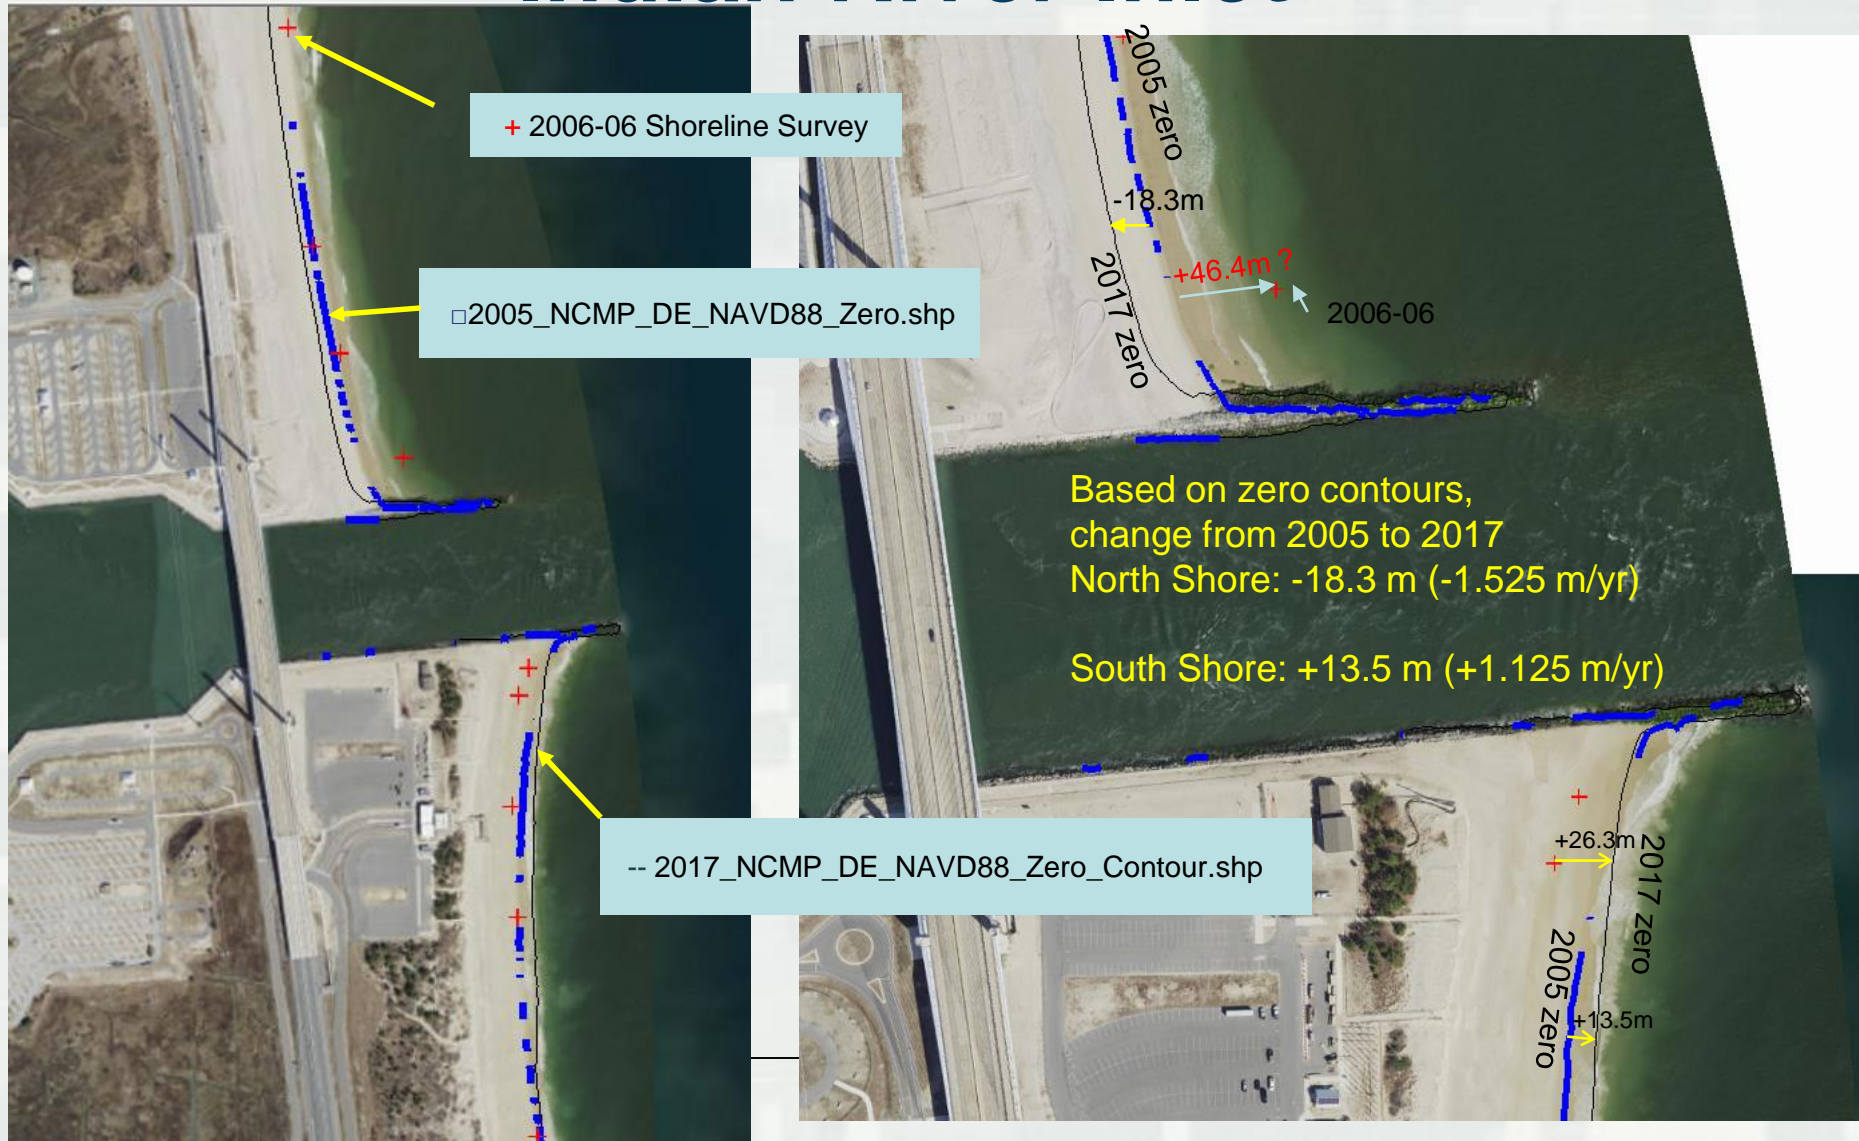 + 2006-06 Shoreline Survey
□2005_NCMP_DE_NAVD88_Zero.shp
-- 2017_NCMP_DE_NAVD88_Zero_Contour.shp
2005 zero
-18.3m
2017 zero
+46.4m ?
2006-06
Based on zero contours,
change from 2005 to 2017
North Shore: -18.3 m (-1.525 m/yr)
South Shore: +13.5 m (+1.125 m/yr)
+26.3m
2017 zero
2005 zero
+13.5m